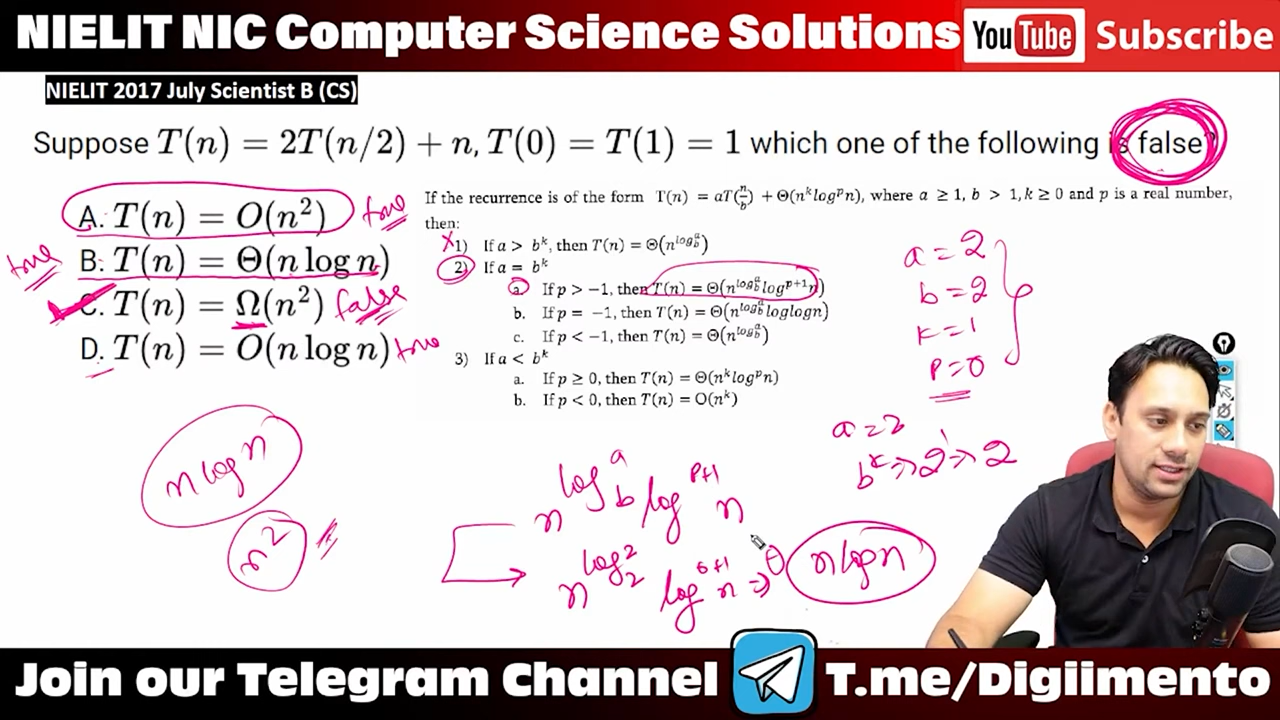 NIELIT NIC Computer Science Solutions YouTube Subscribe
NIELIT 2017 July Scientist B (CS)
Suppose T(n) = 2T(n/2) + n, T(0) = T(1) = 1 which one of the following is false?
A. T(n) = O(n²) true
B. T(n) = Θ(n log n) true
C. T(n) = Ω(n²) false
D. T(n) = O(n log n) true
If the recurrence is of the form T(n) = aT(n/b) + Θ(n^k log^p n), where a ≥ 1, b > 1, k ≥ 0 and p is a real number,
then:
1) If a > b^k, then T(n) = Θ(n^log_b^a)
2) If a = b^k
a. If p > −1, then T(n) = Θ(n^log_b^a log^p+1 n)
b. If p = −1, then T(n) = Θ(n^log_b^a loglogn)
c. If p < −1, then T(n) = Θ(n^log_b^a)
3) If a < b^k
a. If p ≥ 0, then T(n) = Θ(n^k log^p n)
b. If p < 0, then T(n) = O(n^k)
a = 2
b = 2
k = 1
p = 0
a = 2
b^k ⇒ 2^1 ⇒ 2
n log n
n²
n^log_b^a log^p+1 n
n^log_2^2 log^0+1 n ⇒ θ n log n
Join our Telegram Channel T.me/Digiimento